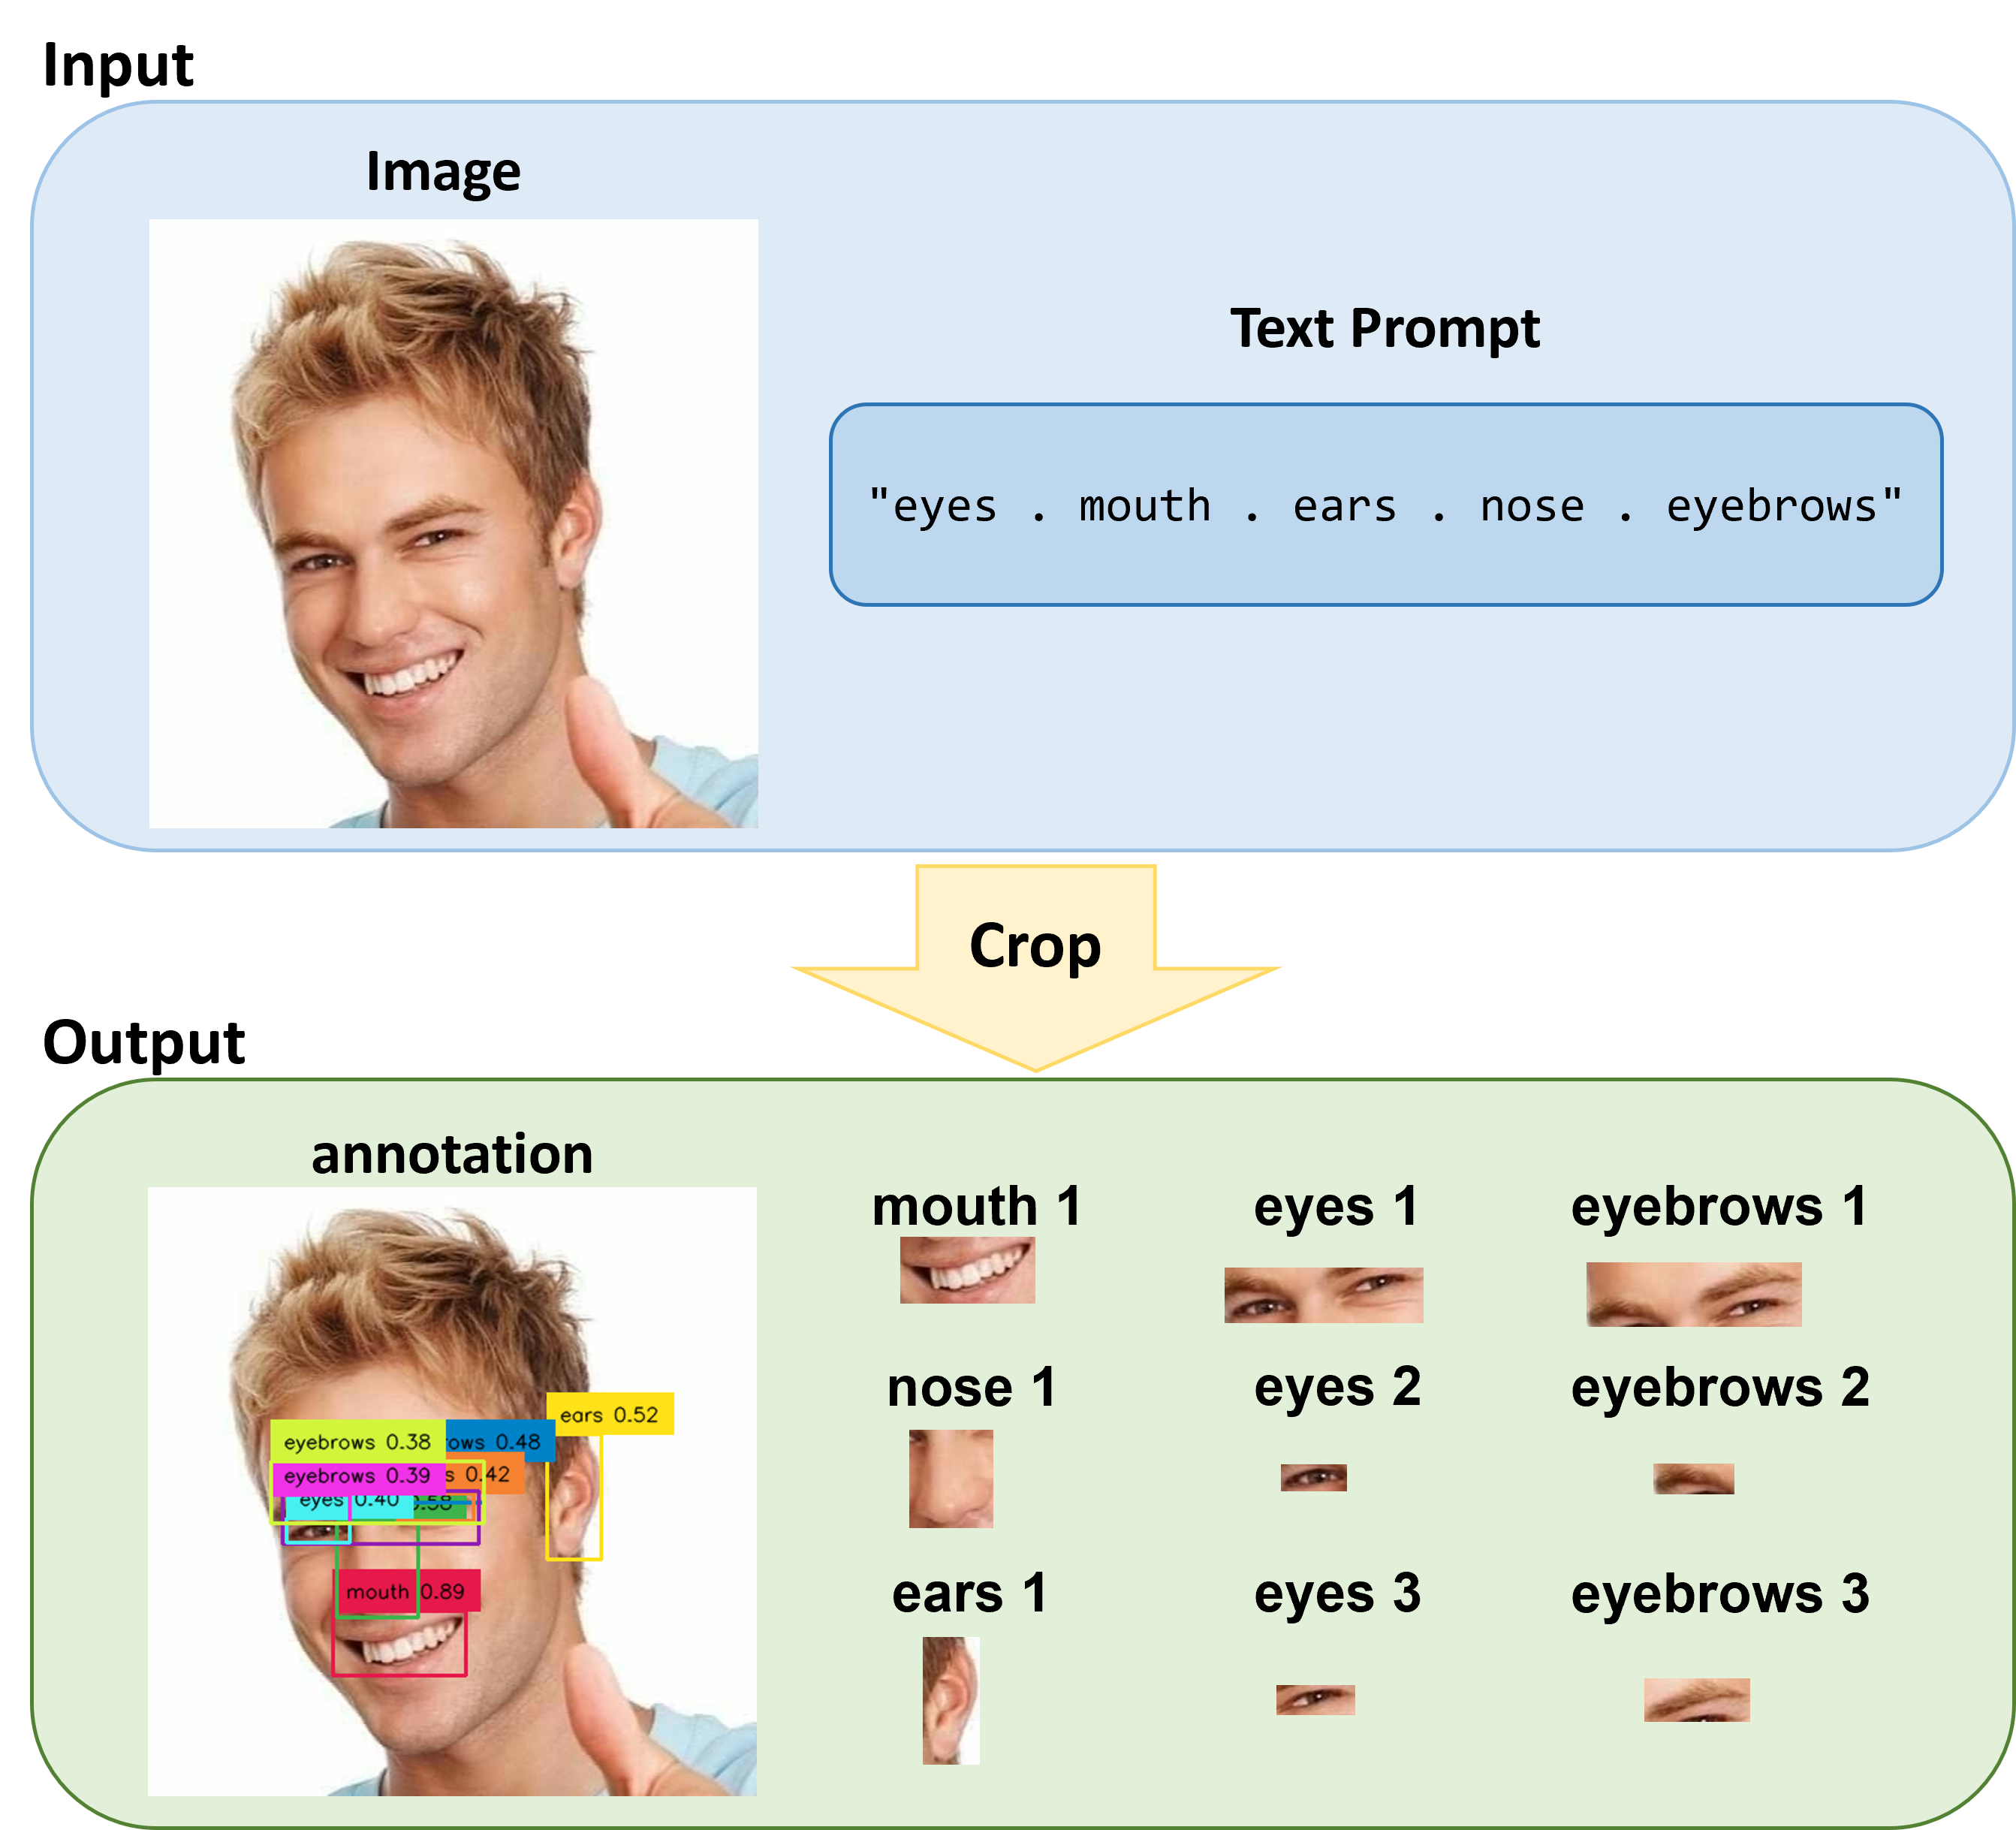 Input
Image
Text Prompt
"eyes . mouth . ears . nose . eyebrows"
Crop
Output
annotation
mouth 1
eyes 1
eyebrows 1
nose 1
eyes 2
eyebrows 2
ears 1
eyes 3
eyebrows 3
ears 0.52
eyebrows 0.38
0.48
eyebrows 0.39
0.42
eyes 0.40
0.58
mouth 0.89